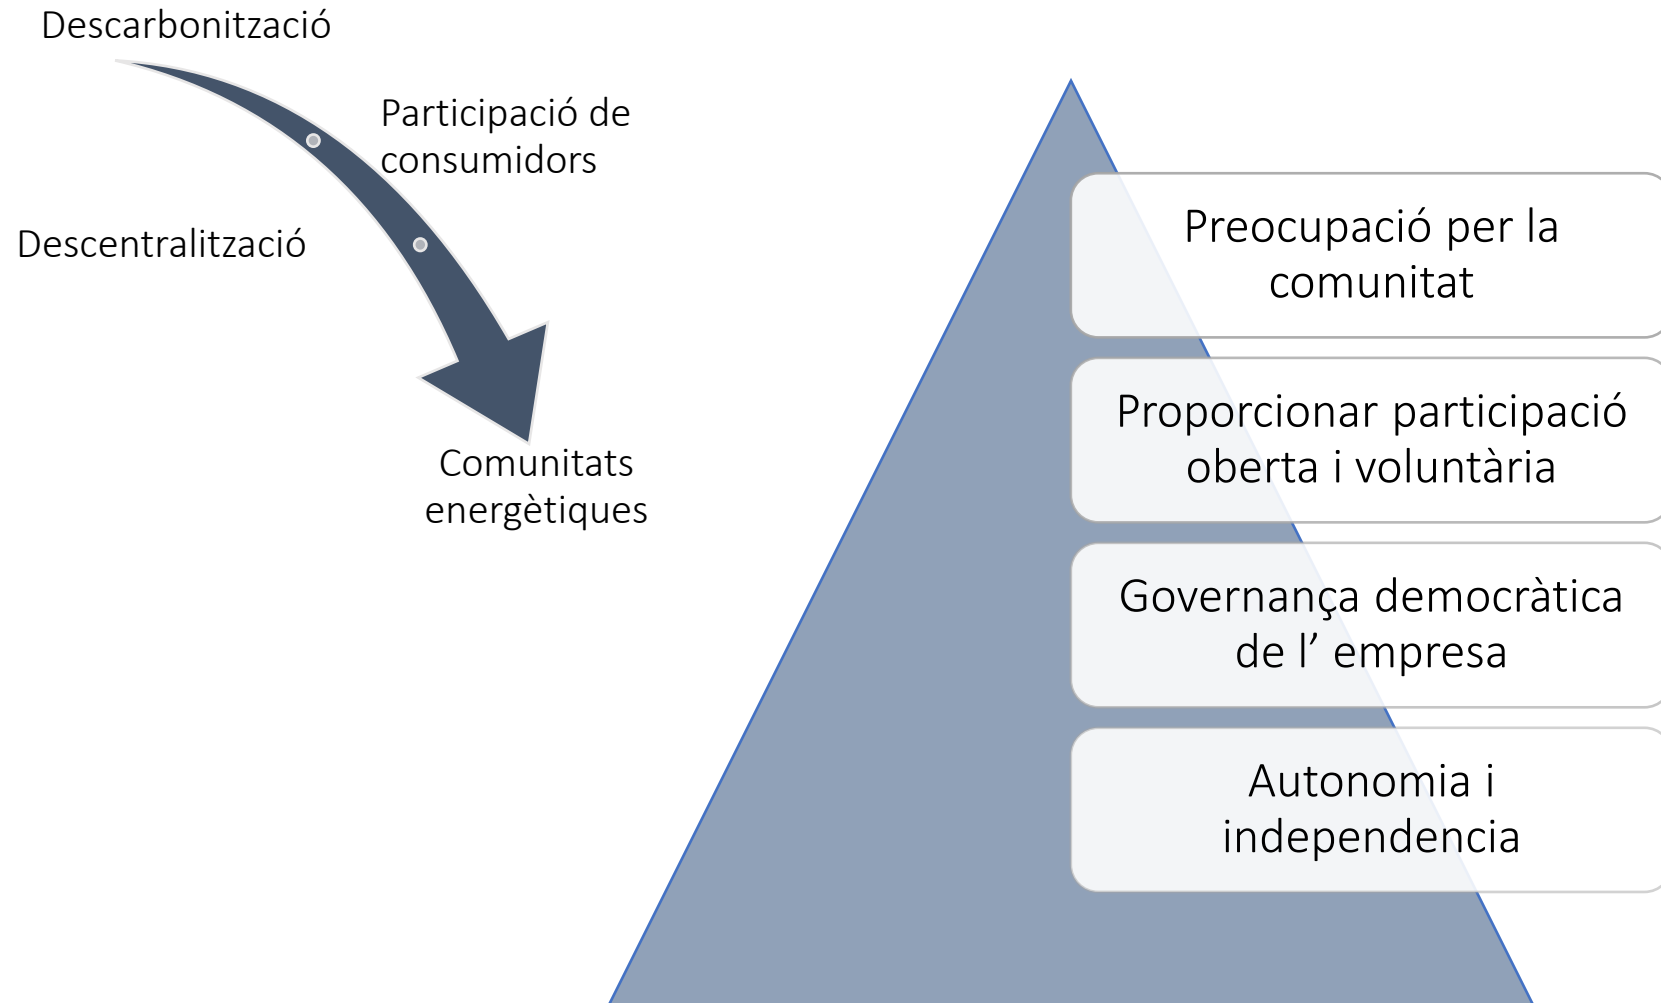 Descarbonització
Participació de
consumidors
Descentralització
Comunitats
energètiques
Preocupació per la
comunitat
Proporcionar participació
oberta i voluntària
Governança democràtica
de l’ empresa
Autonomia i
independencia